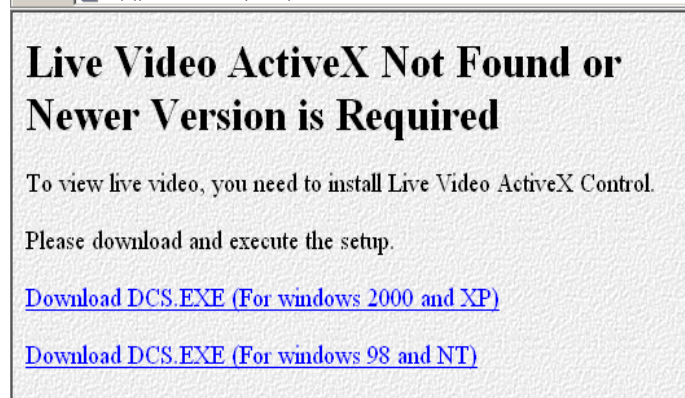 Live Video ActiveX Not Found or
Newer Version is Required
To view live video, you need to install Live Video ActiveX Control.
Please download and execute the setup.
Download DCS.EXE (For windows 2000 and XP)
Download DCS.EXE (For windows 98 and NT)